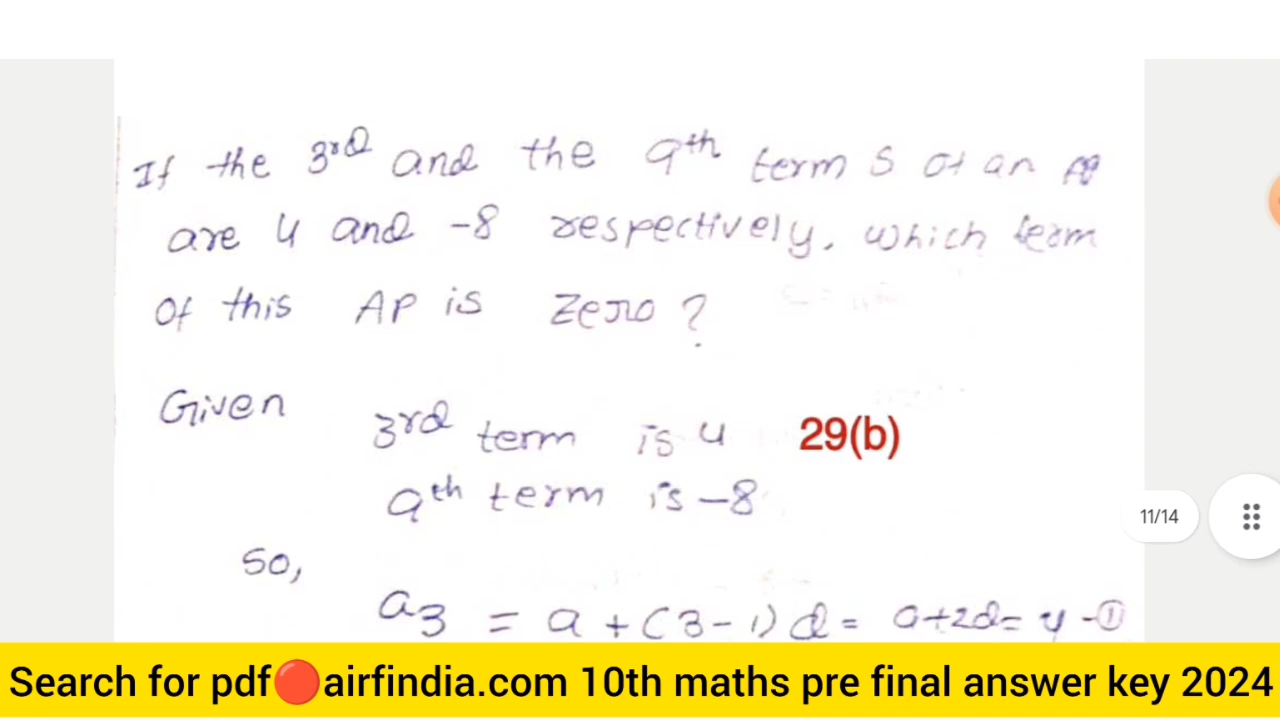 If the 3rd and the 9th terms of an AP
are 4 and -8 respectively, which term
of this AP is zero?
Given
3rd term is 4
29(b)
9th term is -8
11/14
So,
a3 = a + (3-1)d = a+2d = 4 -①
Search for pdf🔴airfindia.com 10th maths pre final answer key 2024